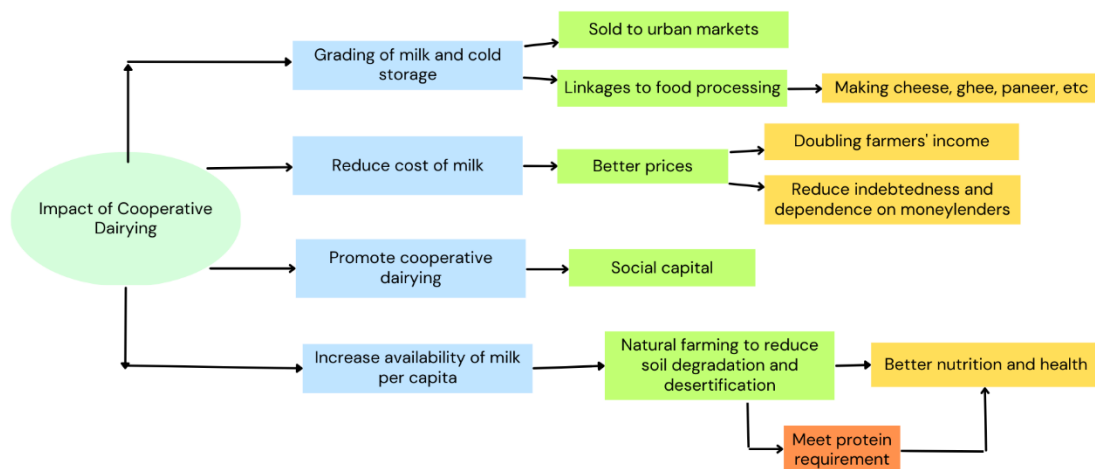 Impact of Cooperative
Dairying
Grading of milk and cold
storage
Sold to urban markets
Linkages to food processing
Making cheese, ghee, paneer, etc
Reduce cost of milk
Better prices
Doubling farmers' income
Reduce indebtedness and
dependence on moneylenders
Promote cooperative
dairying
Social capital
Increase availability of milk
per capita
Natural farming to reduce
soil degradation and
desertification
Better nutrition and health
Meet protein
requirement